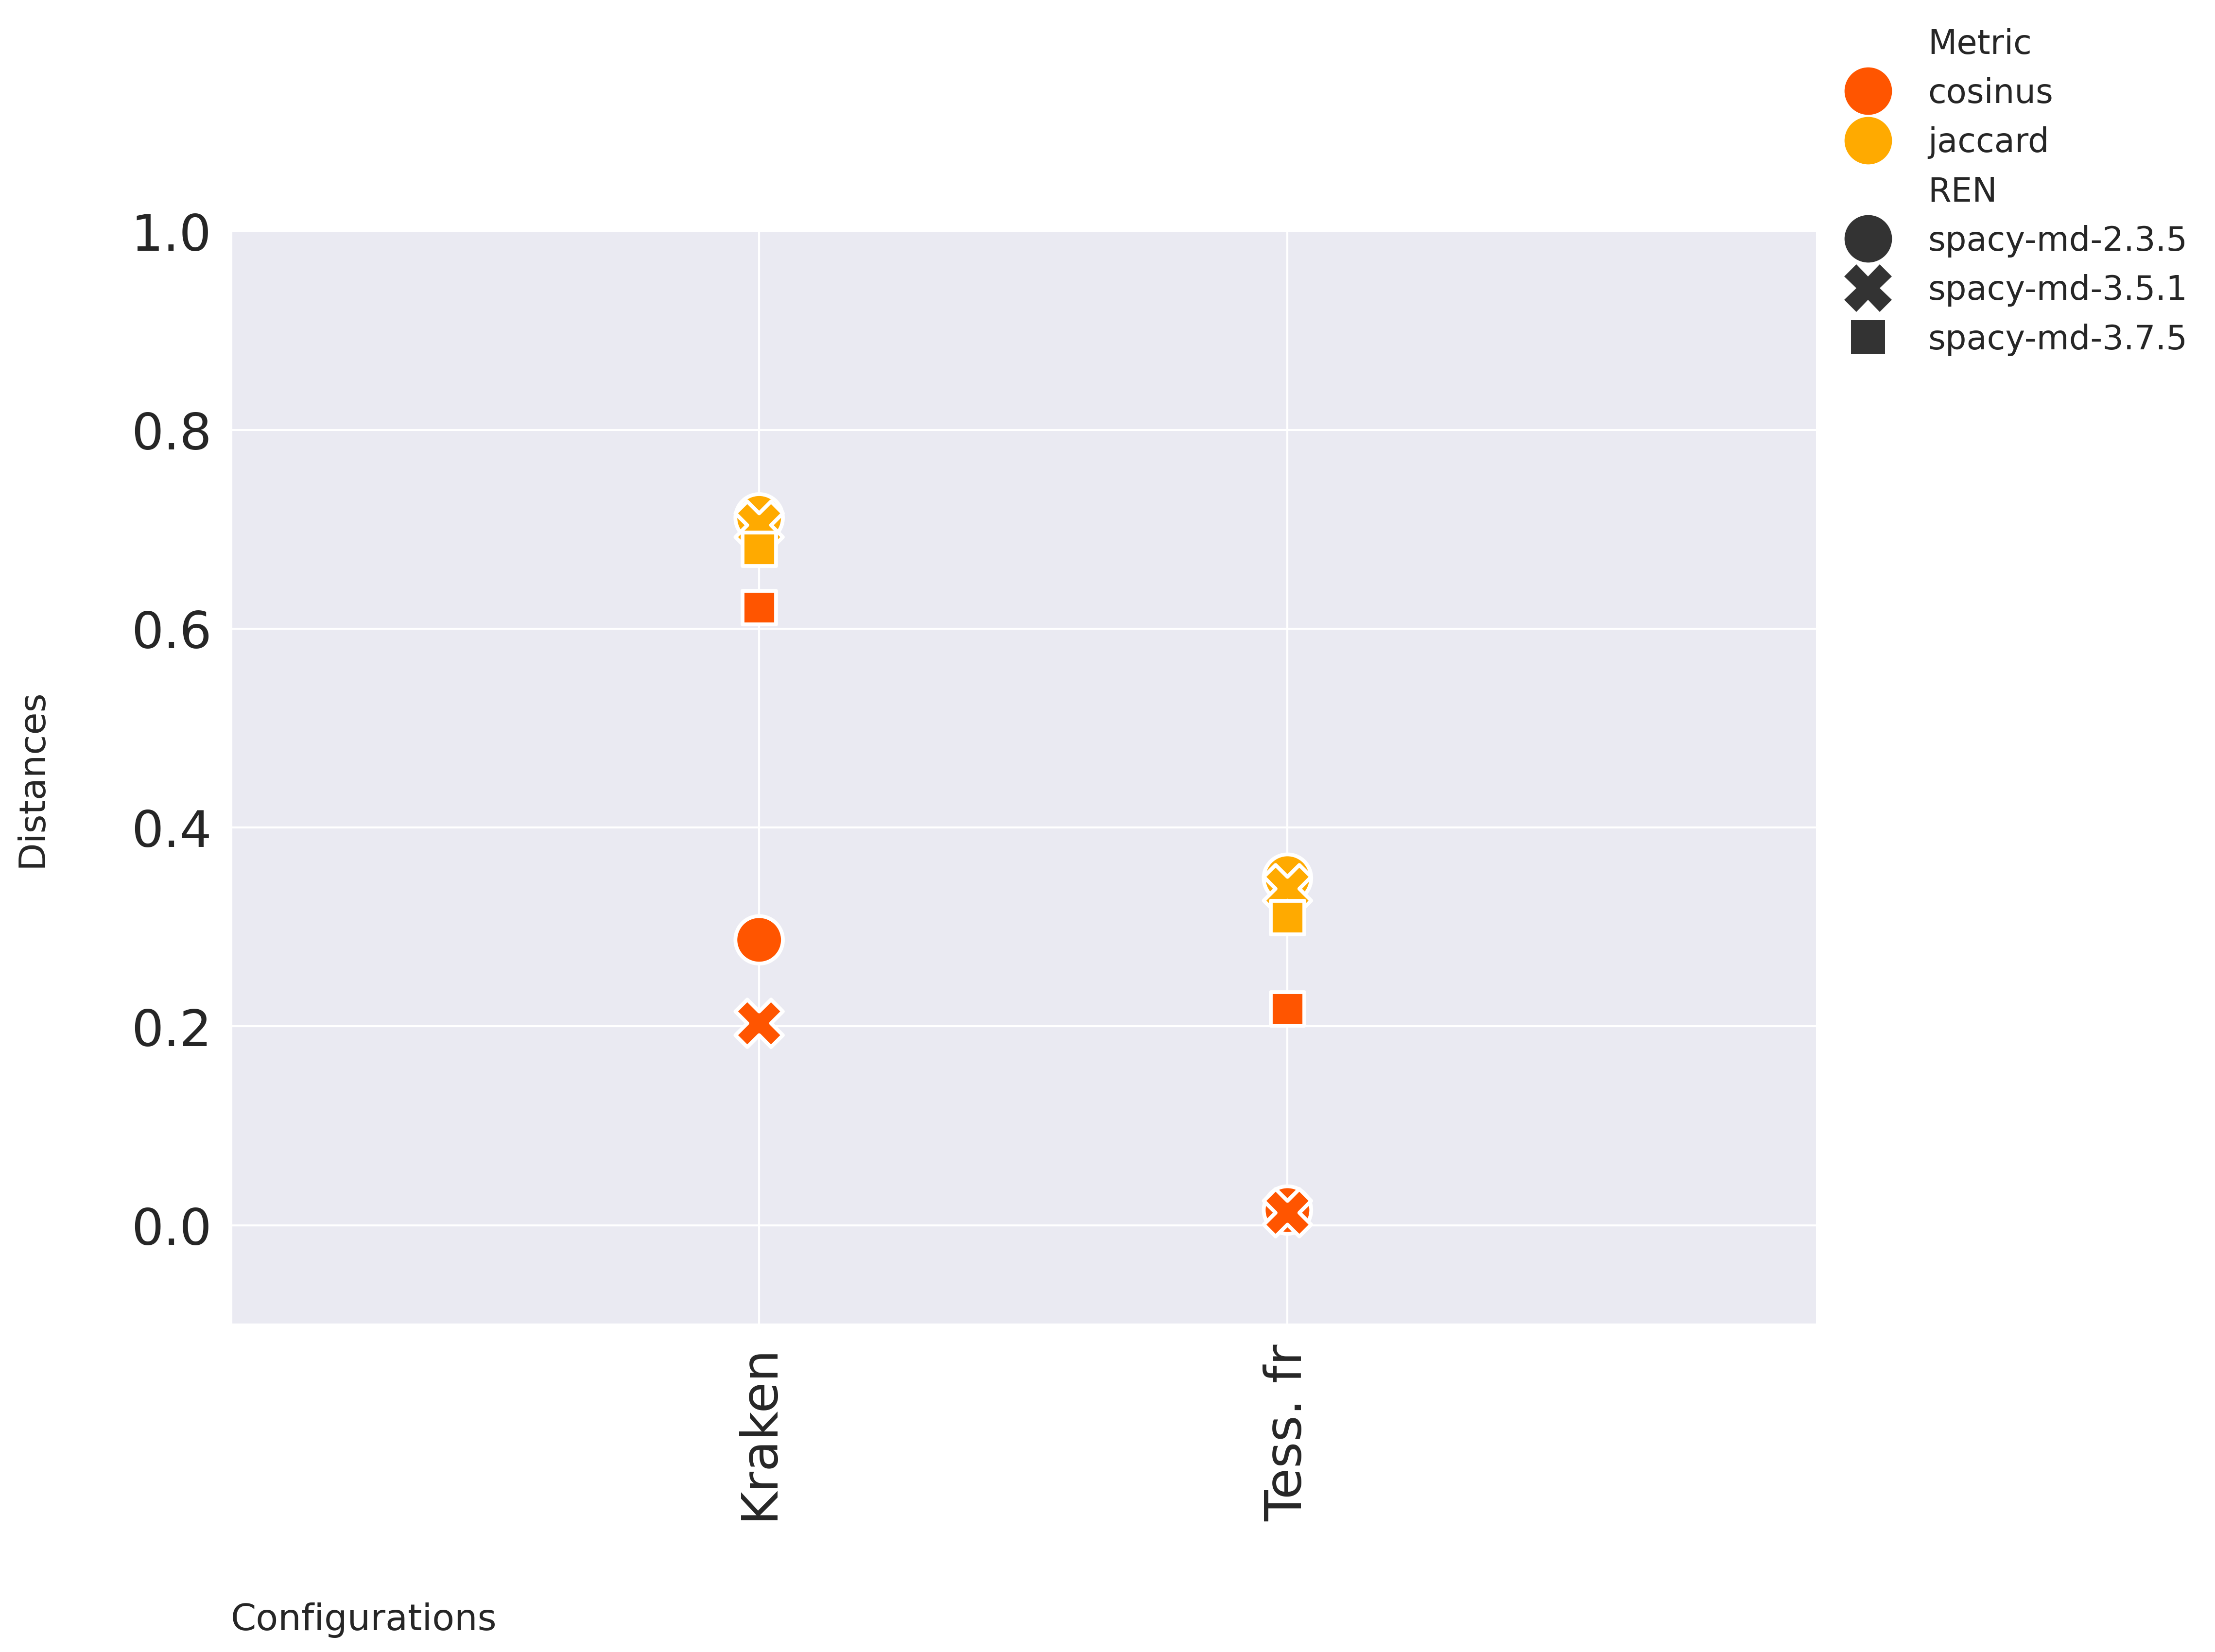 Metric
cosinus
jaccard
REN
spacy-md-2.3.5
spacy-md-3.5.1
spacy-md-3.7.5
1.0
0.8
0.6
0.4
0.2
0.0
Distances
Kraken
Tess. fr
Configurations